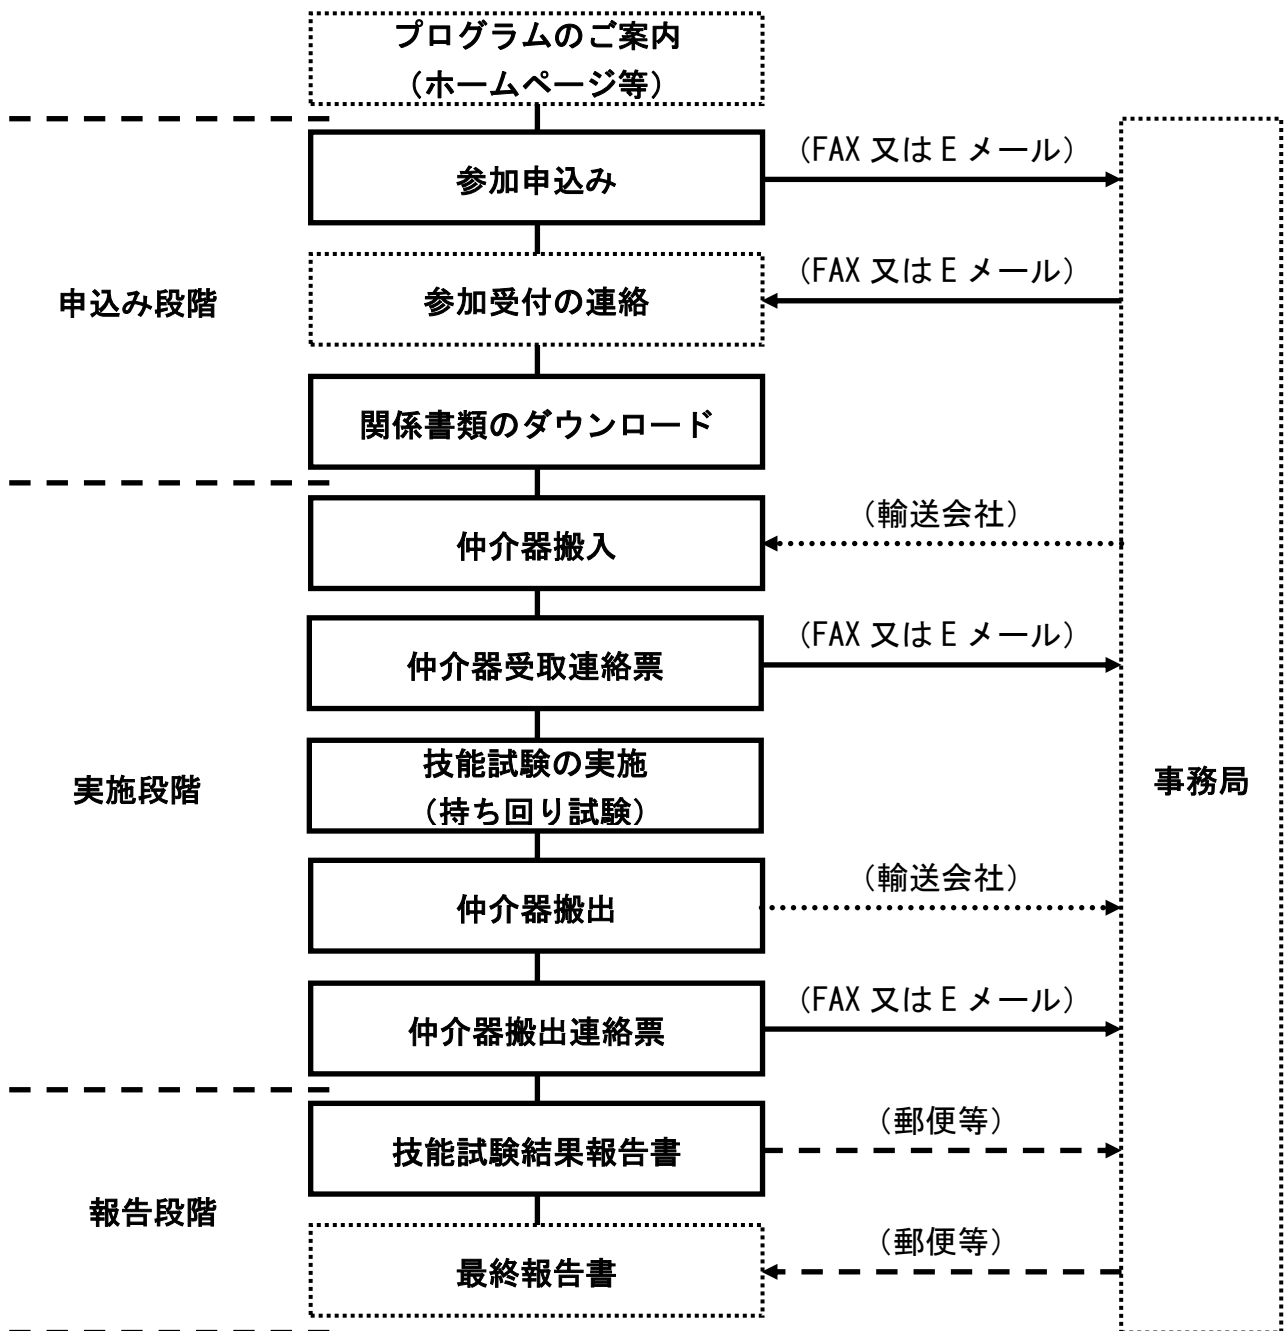 プログラムのご案内
（ホームページ等）
参加申込み
（FAX 又は E メール）
申込み段階
参加受付の連絡
（FAX 又は E メール）
関係書類のダウンロード
仲介器搬入
（輸送会社）
仲介器受取連絡票
（FAX 又は E メール）
実施段階
技能試験の実施
（持ち回り試験）
事務局
仲介器搬出
（輸送会社）
仲介器搬出連絡票
（FAX 又は E メール）
報告段階
技能試験結果報告書
（郵便等）
最終報告書
（郵便等）